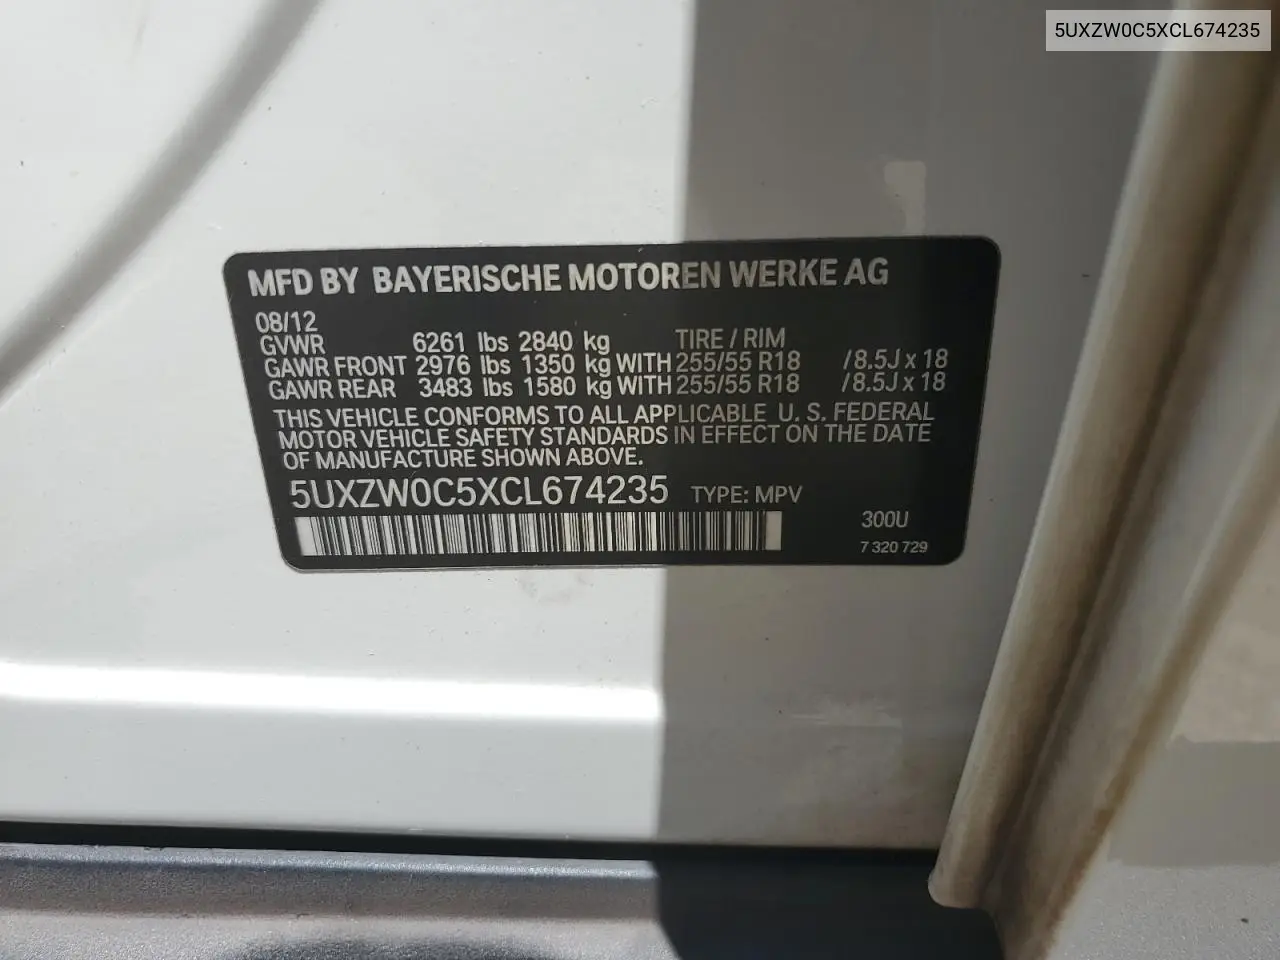 5UXZW0C5XCL674235
MFD BY BAYERISCHE MOTOREN WERKE AG
08/12
GVWR 6261 lbs 2840 kg TIRE / RIM
GAWR FRONT 2976 lbs 1350 kg WITH 255/55 R18 /8.5J x 18
GAWR REAR 3483 lbs 1580 kg WITH 255/55 R18 /8.5J x 18
THIS VEHICLE CONFORMS TO ALL APPLICABLE U. S. FEDERAL
MOTOR VEHICLE SAFETY STANDARDS IN EFFECT ON THE DATE
OF MANUFACTURE SHOWN ABOVE.
5UXZW0C5XCL674235 TYPE: MPV
300U
7 320 729